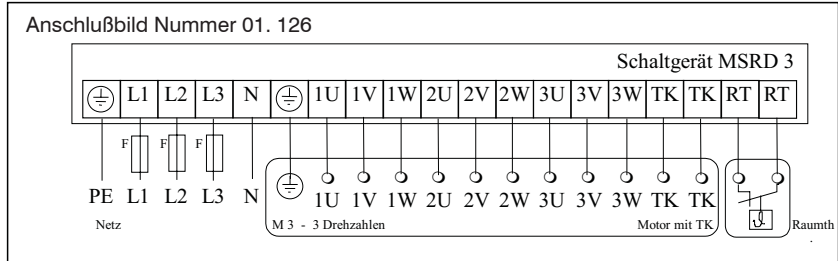 Anschlußbild Nummer 01. 126
Schaltgerät MSRD 3
L1 L2 L3 N 1U 1V 1W 2U 2V 2W 3U 3V 3W TK TK RT RT
F F F
PE L1 L2 L3 N 1U 1V 1W 2U 2V 2W 3U 3V 3W TK TK
Netz M 3 - 3 Drehzahlen Motor mit TK Raumth
.